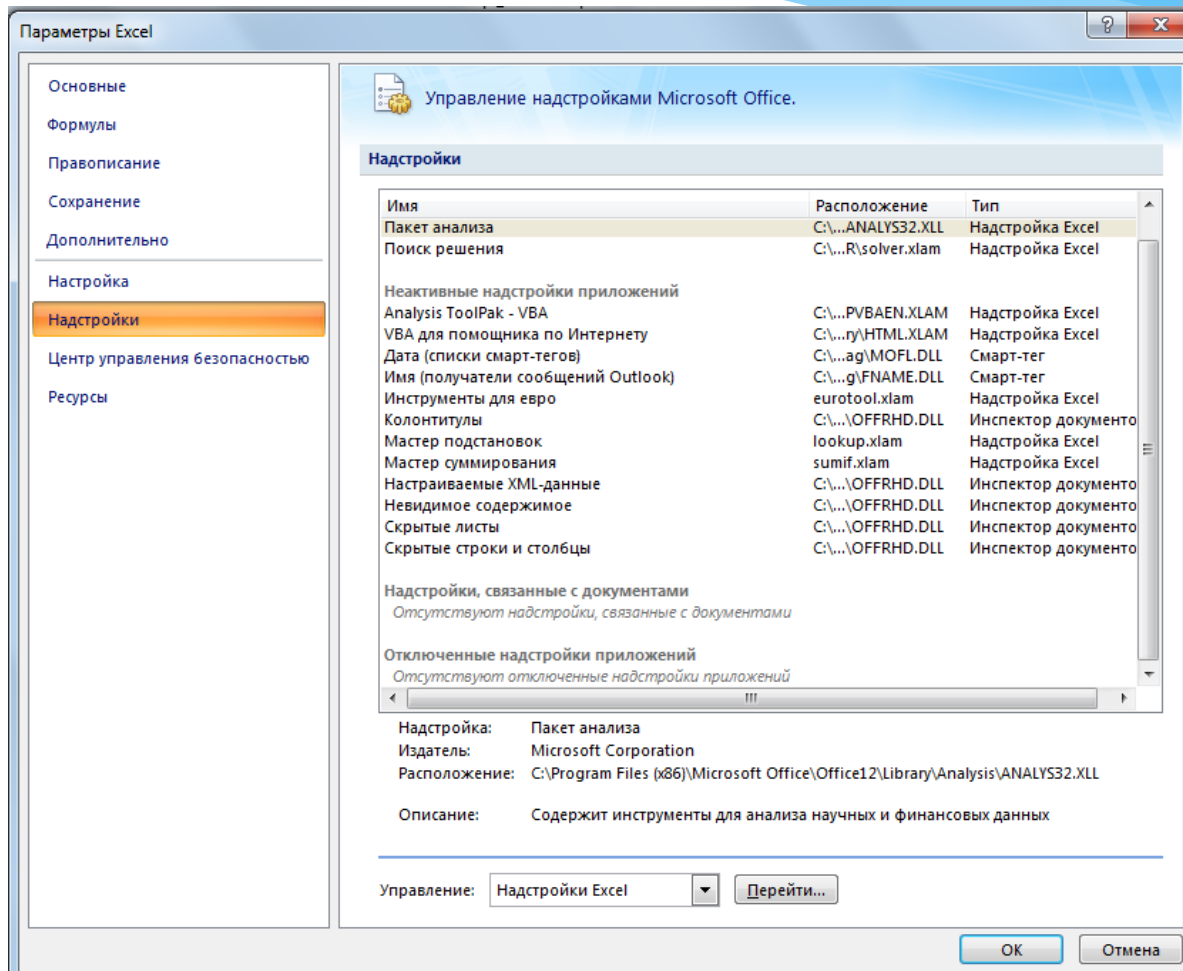 Параметры Excel
Основные
Формулы
Правописание
Сохранение
Дополнительно
Настройка
Надстройки
Центр управления безопасностью
Ресурсы
Управление надстройками Microsoft Office.
Надстройки
Имя Расположение Тип
Пакет анализа C:\...ANALYS32.XLL Надстройка Excel
Поиск решения C:\...R\solver.xlam Надстройка Excel
Неактивные надстройки приложений
Analysis ToolPak - VBA C:\...PVBAEN.XLAM Надстройка Excel
VBA для помощника по Интернету C:\...ry\HTML.XLAM Надстройка Excel
Дата (списки смарт-тегов) C:\...ag\MOFL.DLL Смарт-тег
Имя (получатели сообщений Outlook) C:\...g\FNAME.DLL Смарт-тег
Инструменты для евро eurotool.xlam Надстройка Excel
Колонтитулы C:\...\OFFRHD.DLL Инспектор документо
Мастер подстановок lookup.xlam Надстройка Excel
Мастер суммирования sumif.xlam Надстройка Excel
Настраиваемые XML-данные C:\...\OFFRHD.DLL Инспектор документо
Невидимое содержимое C:\...\OFFRHD.DLL Инспектор документо
Скрытые листы C:\...\OFFRHD.DLL Инспектор документо
Скрытые строки и столбцы C:\...\OFFRHD.DLL Инспектор документо
Надстройки, связанные с документами
Отсутствуют надстройки, связанные с документами
Отключенные надстройки приложений
Отсутствуют отключенные надстройки приложений
Надстройка: Пакет анализа
Издатель: Microsoft Corporation
Расположение: C:\Program Files (x86)\Microsoft Office\Office12\Library\Analysis\ANALYS32.XLL
Описание: Содержит инструменты для анализа научных и финансовых данных
Управление: Надстройки Excel Перейти...
ОК Отмена